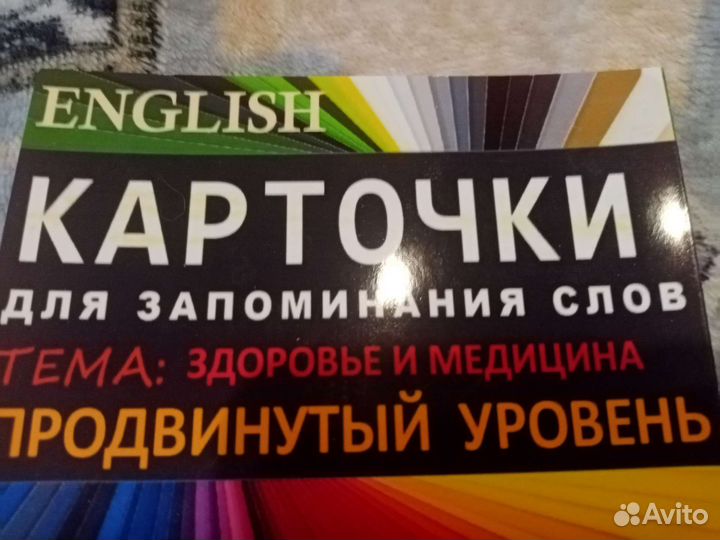 ENGLISH
КАРТОЧКИ
ДЛЯ ЗАПОМИНАНИЯ СЛОВ
ТЕМА: ЗДОРОВЬЕ И МЕДИЦИНА
ПРОДВИНУТЫЙ УРОВЕНЬ
Avito